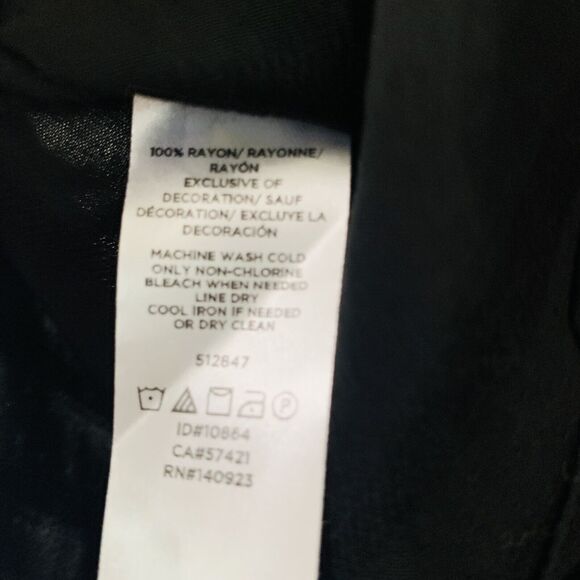 100% RAYON/ RAYONNE/
RAYÓN
EXCLUSIVE OF
DECORATION/ SAUF
DÉCORATION/ EXCLUYE LA
DECORACIÓN
MACHINE WASH COLD
ONLY NON-CHLORINE
BLEACH WHEN NEEDED
LINE DRY
COOL IRON IF NEEDED
OR DRY CLEAN
512847
P
ID#10864
CA#57421
RN#140923